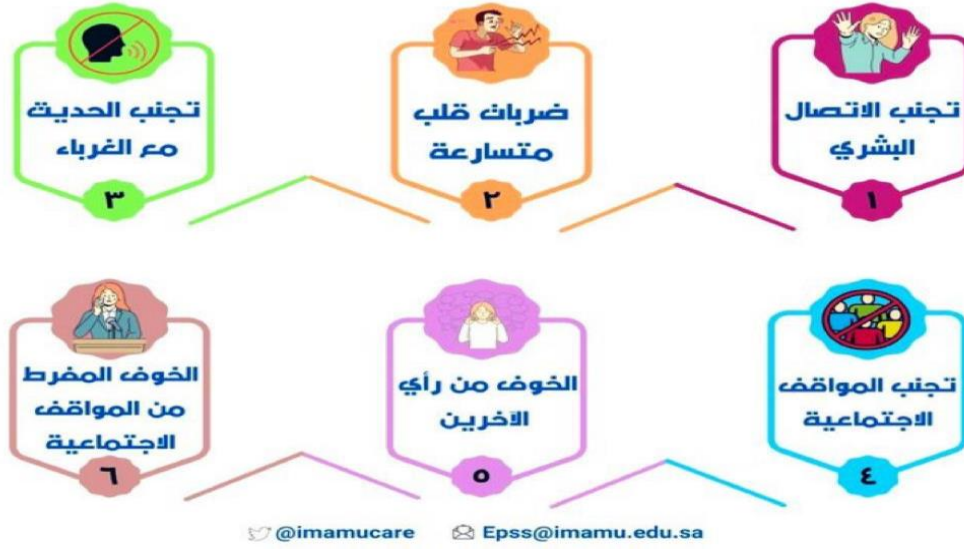 تجنب الاتصال
البشري
١
ضربات قلب
متسارعة
٢
تجنب الحديث
مع الغرباء
٣
تجنب المواقف
الاجتماعية
٤
الخوف من رأي
الآخرين
٥
الخوف المفرط
من المواقف
الاجتماعية
٦
@imamucare Epss@imamu.edu.sa